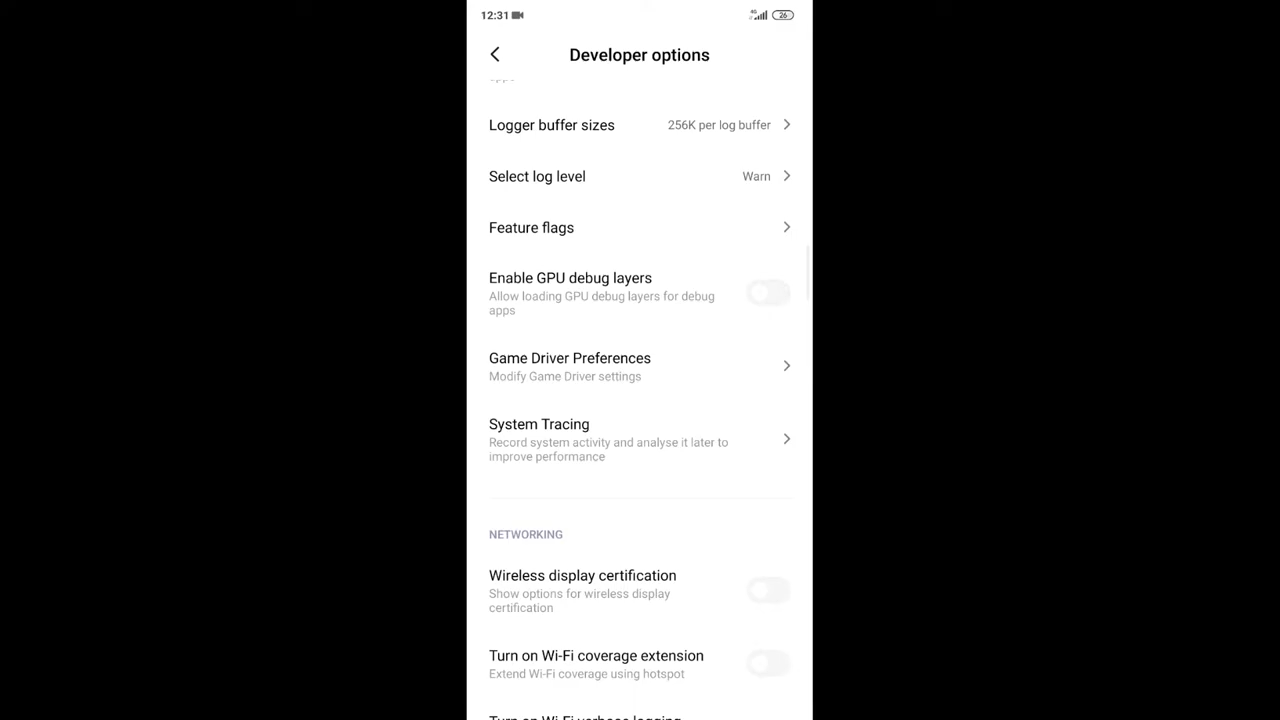 12:31
4G
26
Developer options
apps
Logger buffer sizes
256K per log buffer
Select log level
Warn
Feature flags
Enable GPU debug layers
Allow loading GPU debug layers for debug
apps
Game Driver Preferences
Modify Game Driver settings
System Tracing
Record system activity and analyse it later to
improve performance
NETWORKING
Wireless display certification
Show options for wireless display
certification
Turn on Wi-Fi coverage extension
Extend Wi-Fi coverage using hotspot
Turn on Wi-Fi verbose logging